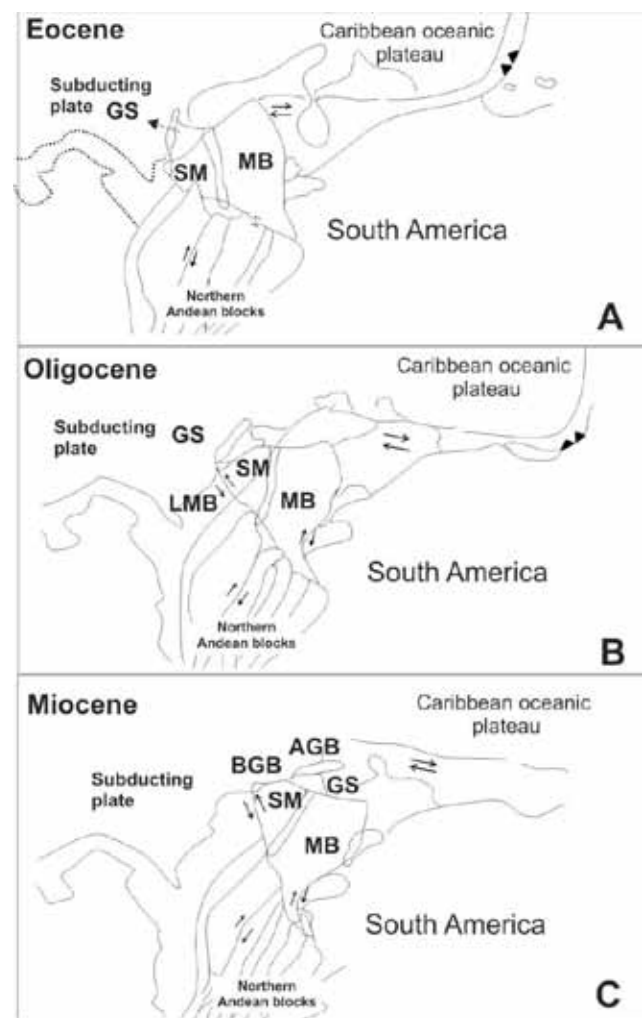 Eocene
Caribbean oceanic
plateau
Subducting
plate
GS
SM
MB
South America
Northern
Andean blocks
A
Oligocene
Caribbean oceanic
plateau
Subducting
plate
GS
SM
LMB
MB
South America
Northern
Andean blocks
B
Miocene
Caribbean oceanic
plateau
AGB
BGB
Subducting
plate
GS
SM
MB
South America
Northern
Andean blocks
C